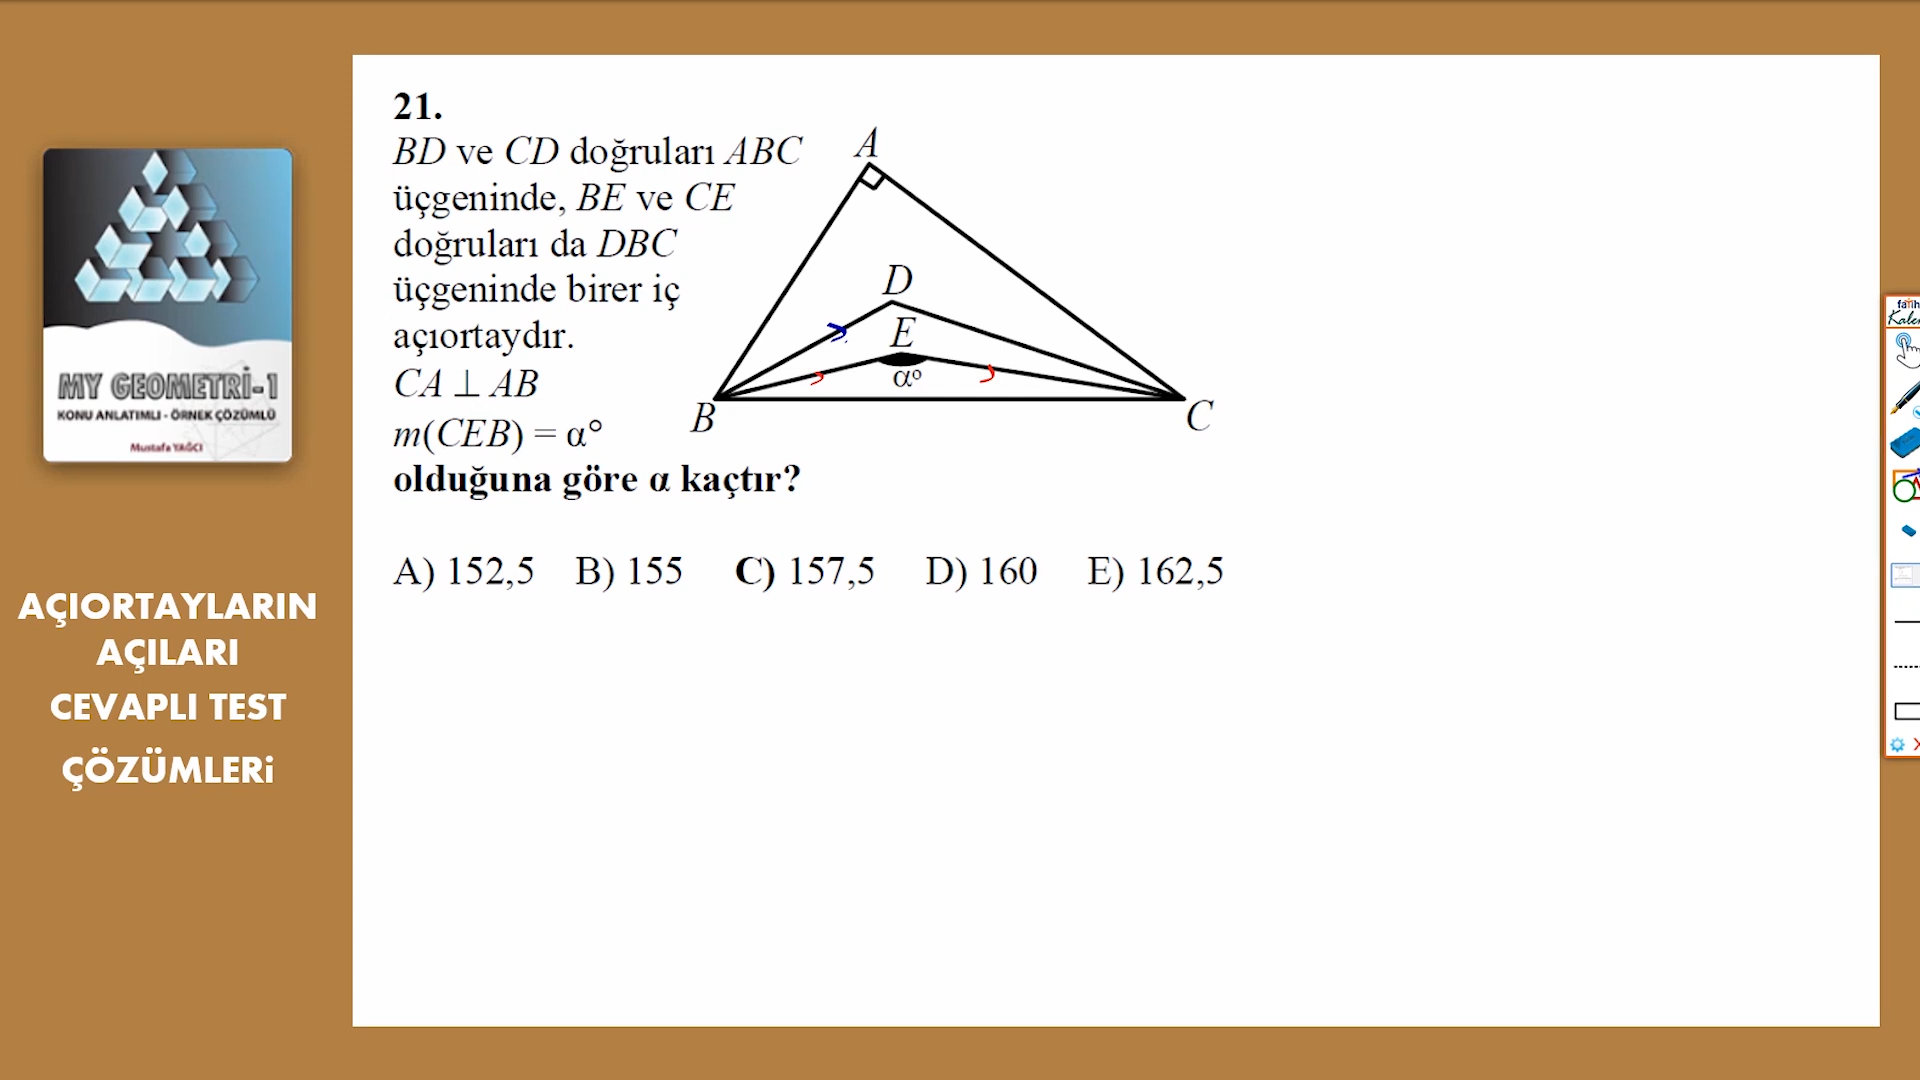 21.
BD ve CD doğruları ABC
üçgeninde, BE ve CE
doğruları da DBC
üçgeninde birer iç
açıortaydır.
CA ⊥ AB
m(CEB) = α°
olduğuna göre α kaçtır?
A) 152,5 B) 155 C) 157,5 D) 160 E) 162,5
A
D
E
α°
B
C
MY GEOMETRİ-1
KONU ANLATIMLI - ÖRNEK ÇÖZÜMLÜ
Mustafa YAĞCI
AÇIORTAYLARIN
AÇILARI
CEVAPLI TEST
ÇÖZÜMLERi
fatih